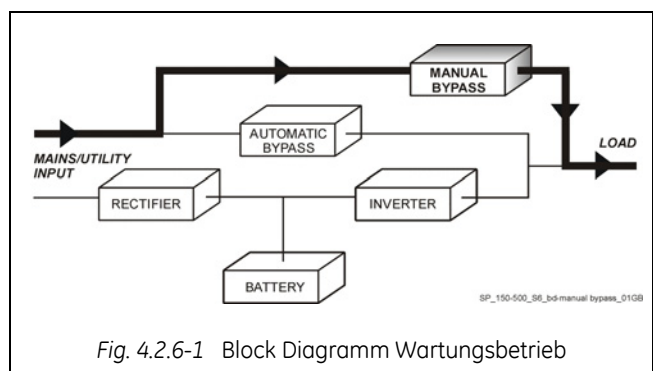 MANUAL
BYPASS
AUTOMATIC
BYPASS
LOAD
MAINS/UTILITY
INPUT
RECTIFIER
INVERTER
BATTERY
SP_150-500_S6_bd-manual bypass_01GB
Fig. 4.2.6-1 Block Diagramm Wartungsbetrieb